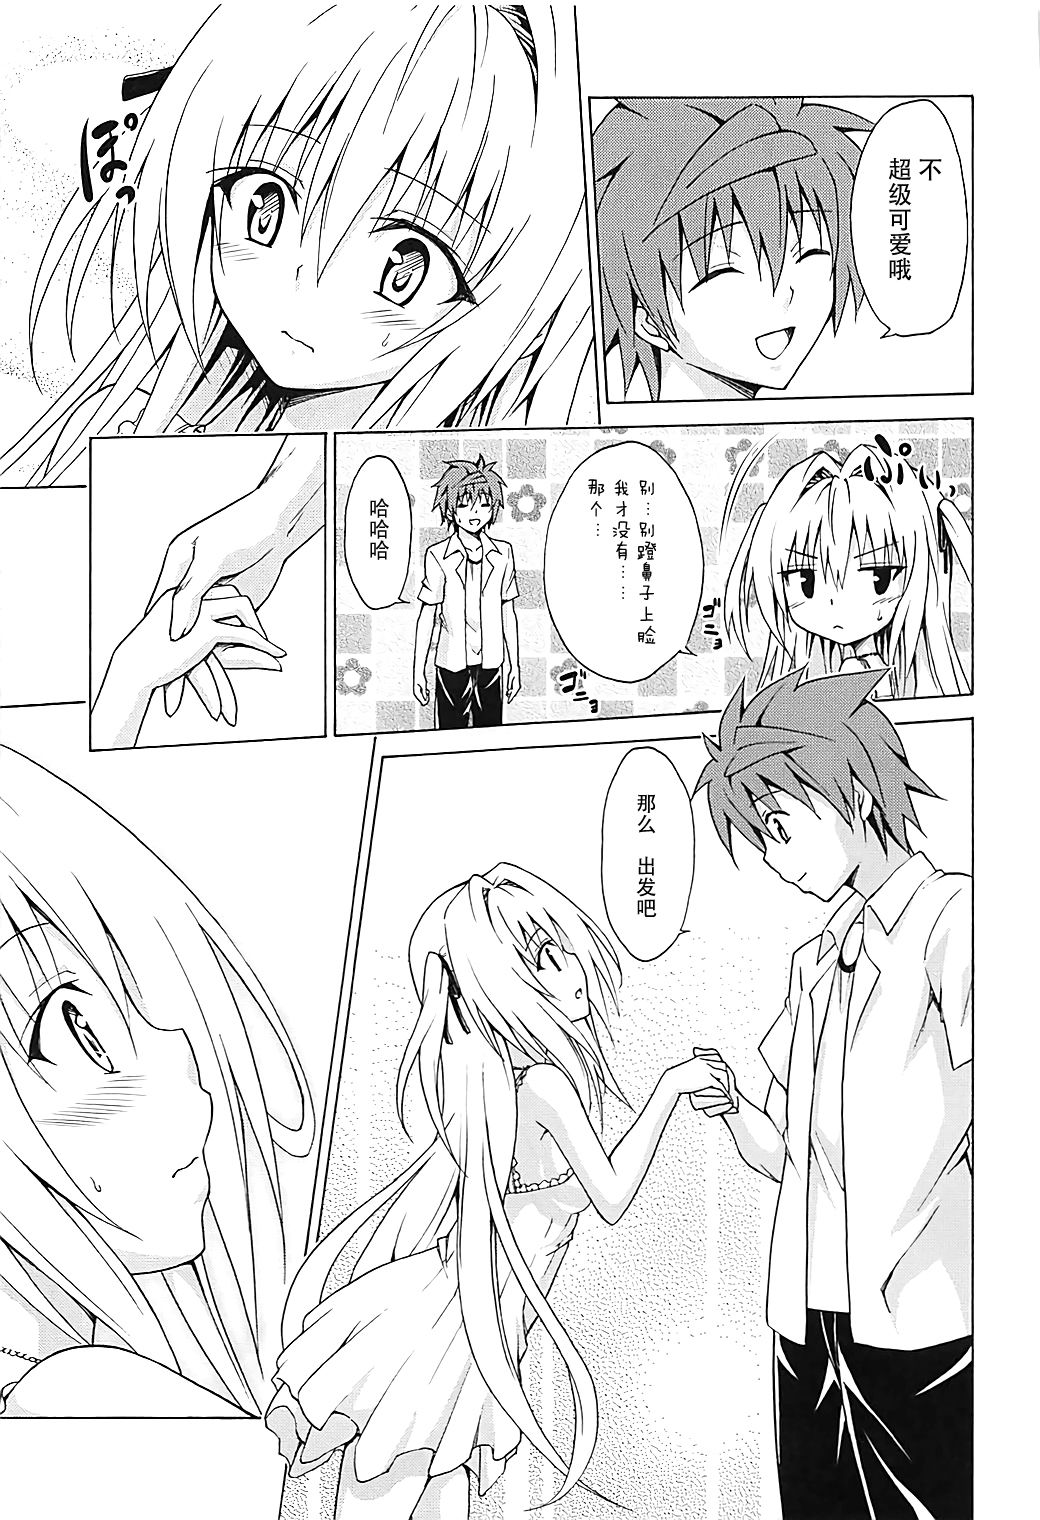 不
超级可爱哦
ぽっ
ぷいっ
别…别蹬鼻子上脸
我才没有……
那个…
ゴニョ
ゴニョ
哈哈哈
那么 出发吧